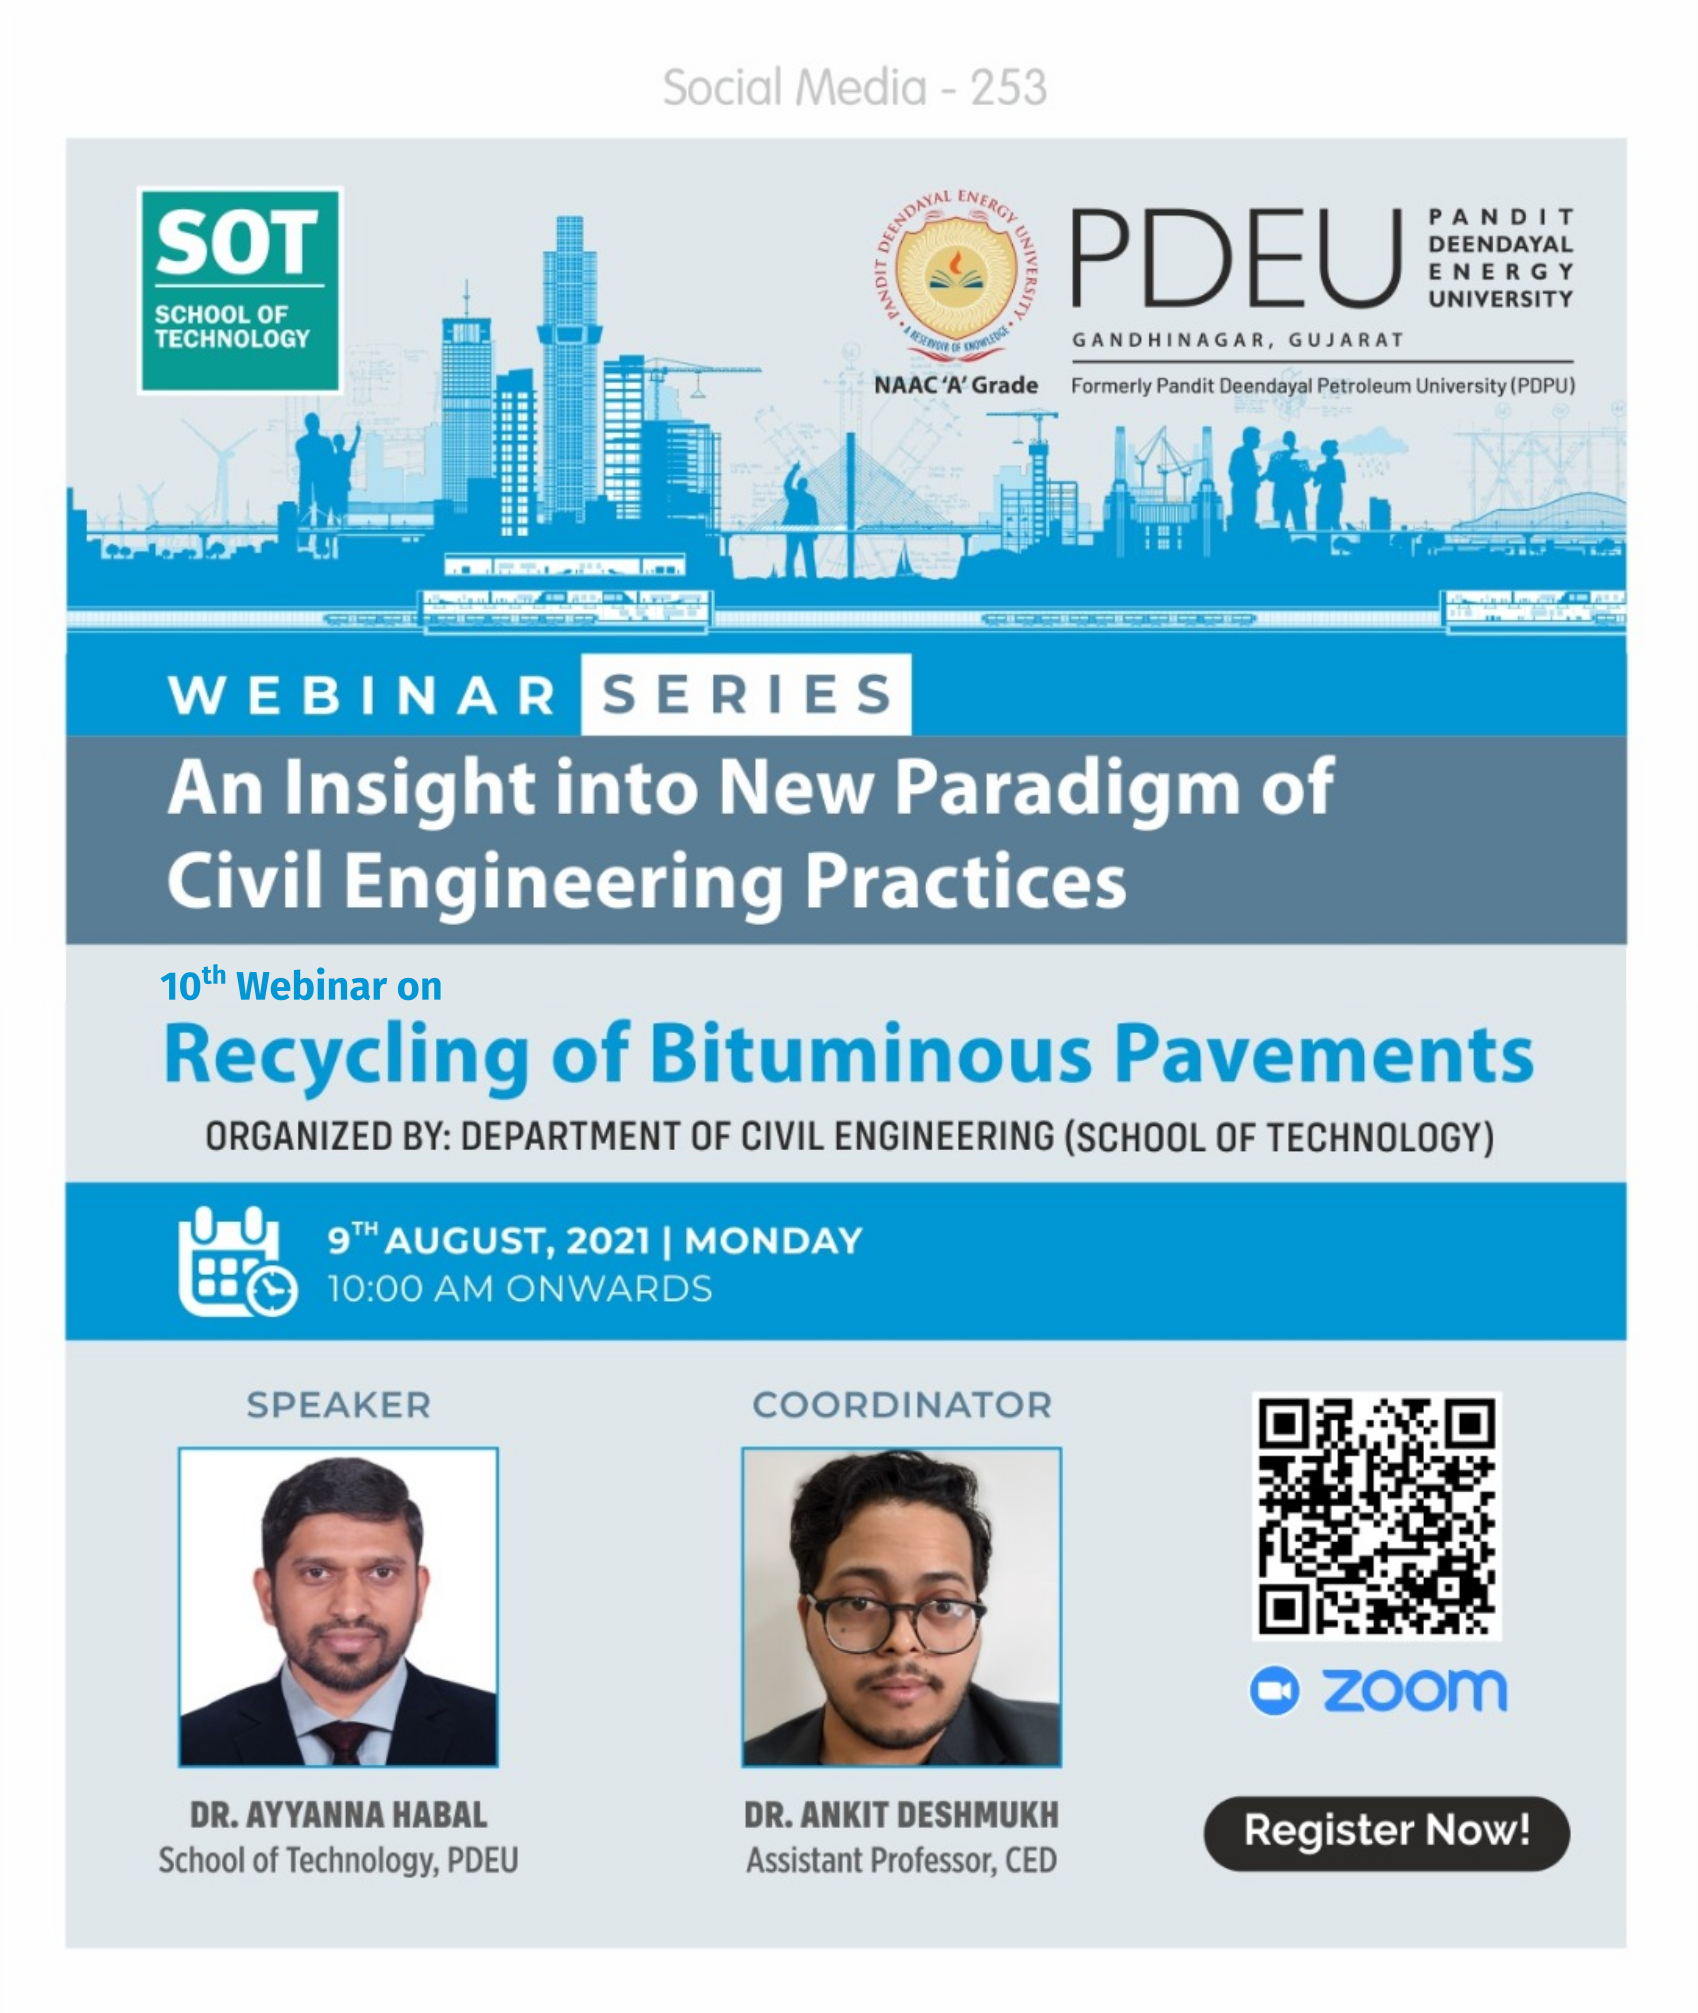 Social Media - 253
SOT
SCHOOL OF
TECHNOLOGY
PANDIT DEENDAYAL ENERGY UNIVERSITY
A RESERVOIR OF KNOWLEDGE
NAAC 'A' Grade
PDEU
PANDIT
DEENDAYAL
ENERGY
UNIVERSITY
GANDHINAGAR, GUJARAT
Formerly Pandit Deendayal Petroleum University (PDPU)
WEBINAR SERIES
An Insight into New Paradigm of
Civil Engineering Practices
10th Webinar on
Recycling of Bituminous Pavements
ORGANIZED BY: DEPARTMENT OF CIVIL ENGINEERING (SCHOOL OF TECHNOLOGY)
9TH AUGUST, 2021 | MONDAY
10:00 AM ONWARDS
SPEAKER
DR. AYYANNA HABAL
School of Technology, PDEU
COORDINATOR
DR. ANKIT DESHMUKH
Assistant Professor, CED
zoom
Register Now!